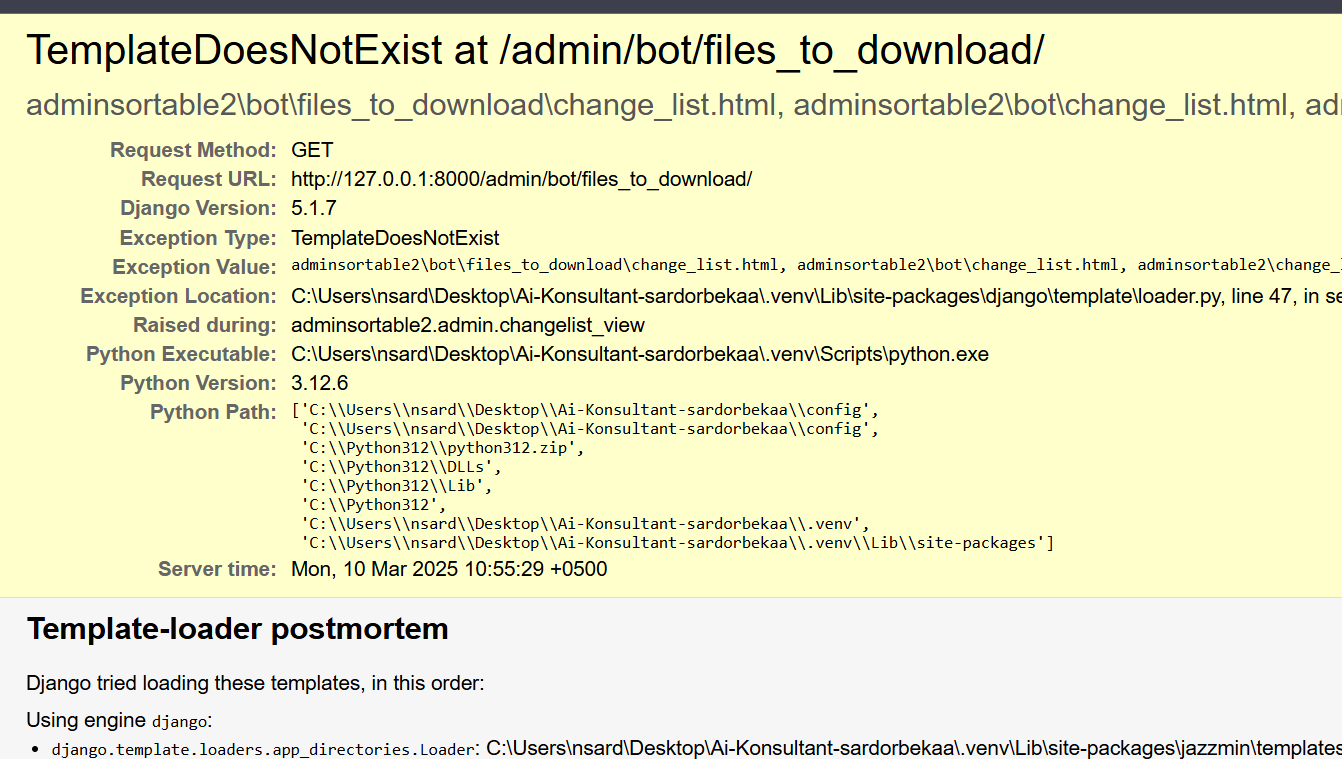 TemplateDoesNotExist at /admin/bot/files_to_download/
adminsortable2\bot\files_to_download\change_list.html, adminsortable2\bot\change_list.html,
Request Method: GET
Request URL: http://127.0.0.1:8000/admin/bot/files_to_download/
Django Version: 5.1.7
Exception Type: TemplateDoesNotExist
Exception Value: adminsortable2\bot\files_to_download\change_list.html, adminsortable2\bot\change_list.html, adminsortable2\change_
Exception Location: C:\Users\nsard\Desktop\Ai-Konsultant-sardorbekaa\.venv\Lib\site-packages\django\template\loader.py, line 47, in se
Raised during: adminsortable2.admin.changelist_view
Python Executable: C:\Users\nsard\Desktop\Ai-Konsultant-sardorbekaa\.venv\Scripts\python.exe
Python Version: 3.12.6
Python Path: ['C:\\Users\\nsard\\Desktop\\Ai-Konsultant-sardorbekaa\\config',
'C:\\Users\\nsard\\Desktop\\Ai-Konsultant-sardorbekaa\\config',
'C:\\Python312\\python312.zip',
'C:\\Python312\\DLLs',
'C:\\Python312\\Lib',
'C:\\Python312',
'C:\\Users\\nsard\\Desktop\\Ai-Konsultant-sardorbekaa\\.venv',
'C:\\Users\\nsard\\Desktop\\Ai-Konsultant-sardorbekaa\\.venv\\Lib\\site-packages']
Server time: Mon, 10 Mar 2025 10:55:29 +0500
Template-loader postmortem
Django tried loading these templates, in this order:
Using engine django:
• django.template.loaders.app_directories.Loader: C:\Users\nsard\Desktop\Ai-Konsultant-sardorbekaa\.venv\Lib\site-packages\jazzmin\templates